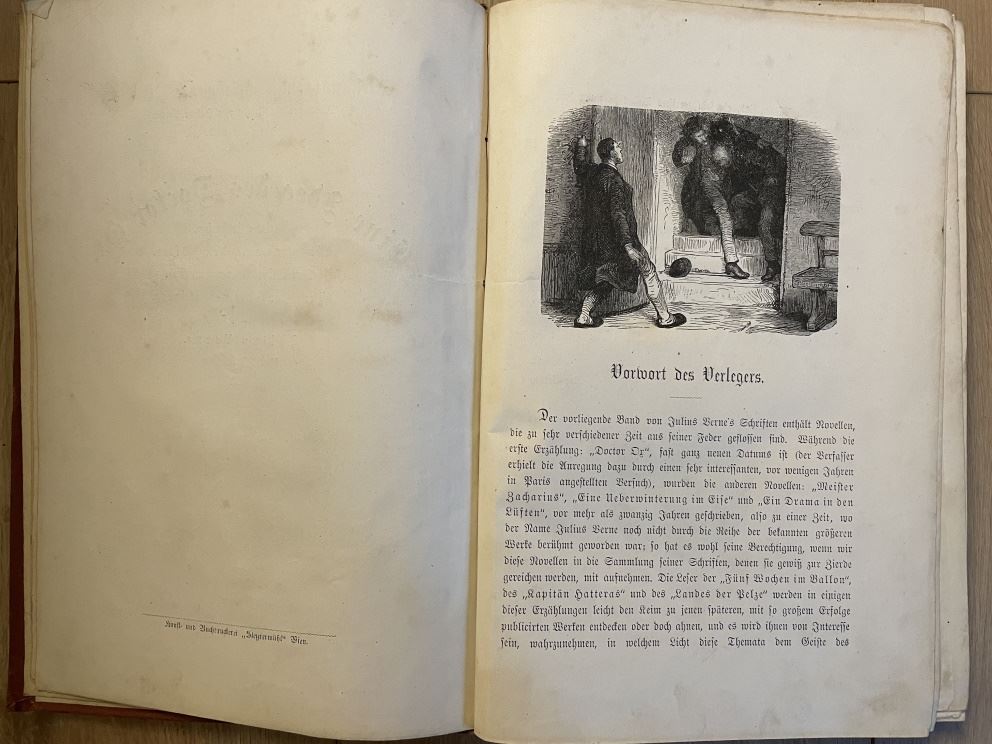 Kunst- und Buchdruckerei „Steyrermühl“ Wien.
Vorwort des Verlegers.
Der vorliegende Band von Julius Verne's Schriften enthält Novellen,
die zu sehr verschiedener Zeit aus seiner Feder geflossen sind. Während die
erste Erzählung: „Doctor Ox“, fast ganz neuen Datums ist (der Verfasser
erhielt die Anregung dazu durch einen sehr interessanten, vor wenigen Jahren
in Paris angestellten Versuch), wurden die anderen Novellen: „Meister
Zacharius“, „Eine Ueberwinterung im Eise“ und „Ein Drama in den
Lüften“, vor mehr als zwanzig Jahren geschrieben, also zu einer Zeit, wo
der Name Julius Verne noch nicht durch die Reihe der bekannten größeren
Werke berühmt geworden war; so hat es wohl seine Berechtigung, wenn wir
diese Novellen in die Sammlung seiner Schriften, denen sie gewiß zur Zierde
gereichen werden, mit aufnehmen. Die Leser der „Fünf Wochen im Ballon“,
des „Kapitän Hatteras“ und des „Landes der Pelze“ werden in einigen
dieser Erzählungen leicht den Keim zu jenen späteren, mit so großem Erfolge
publicirten Werken entdecken oder doch ahnen, und es wird ihnen von Interesse
sein, wahrzunehmen, in welchem Licht diese Themata dem Geiste des